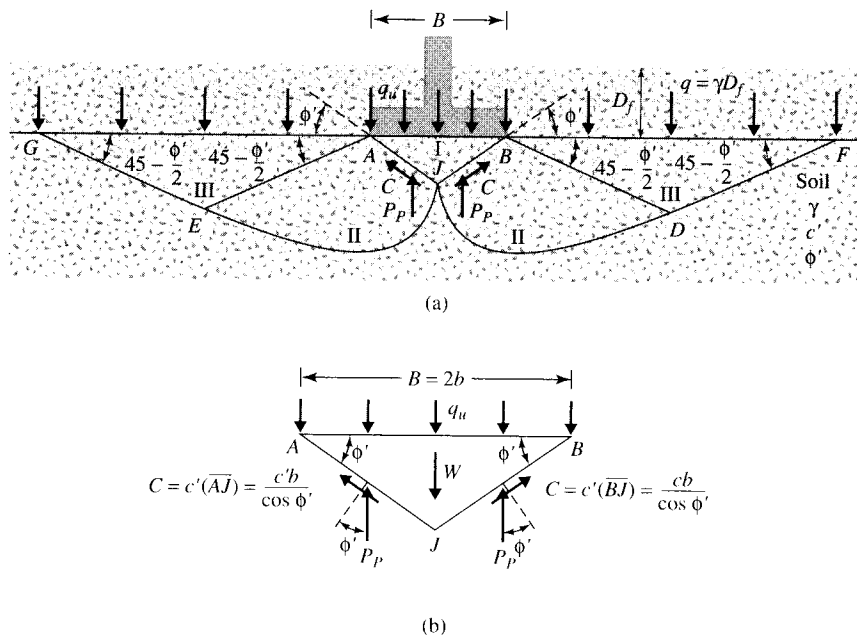 B
q_u
q = γD_f
D_f
ϕ′
ϕ′
G
A
I
B
F
J
45 − ϕ′/2
45 − ϕ′/2
45 − ϕ′/2
45 − ϕ′/2
C
C
III
III
P_P
P_P
E
D
II
II
Soil
γ
c′
ϕ′
(a)
B = 2b
q_u
A
B
ϕ′
ϕ′
W
C = c′(AJ) = c′b/cos ϕ′
C = c′(BJ) = cb/cos ϕ′
J
ϕ′
P_P
P_P
ϕ′
(b)